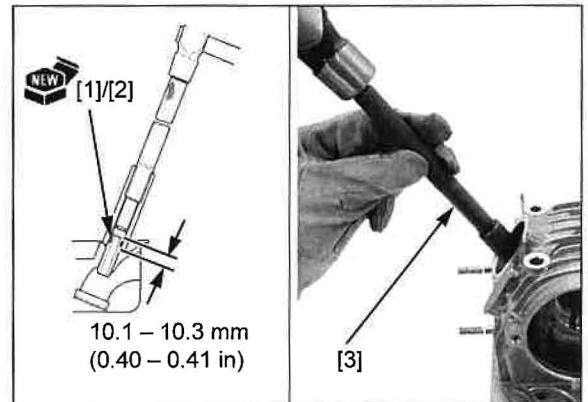 NEW
[1]/[2]
10.1 – 10.3 mm
(0.40 – 0.41 in)
[3]